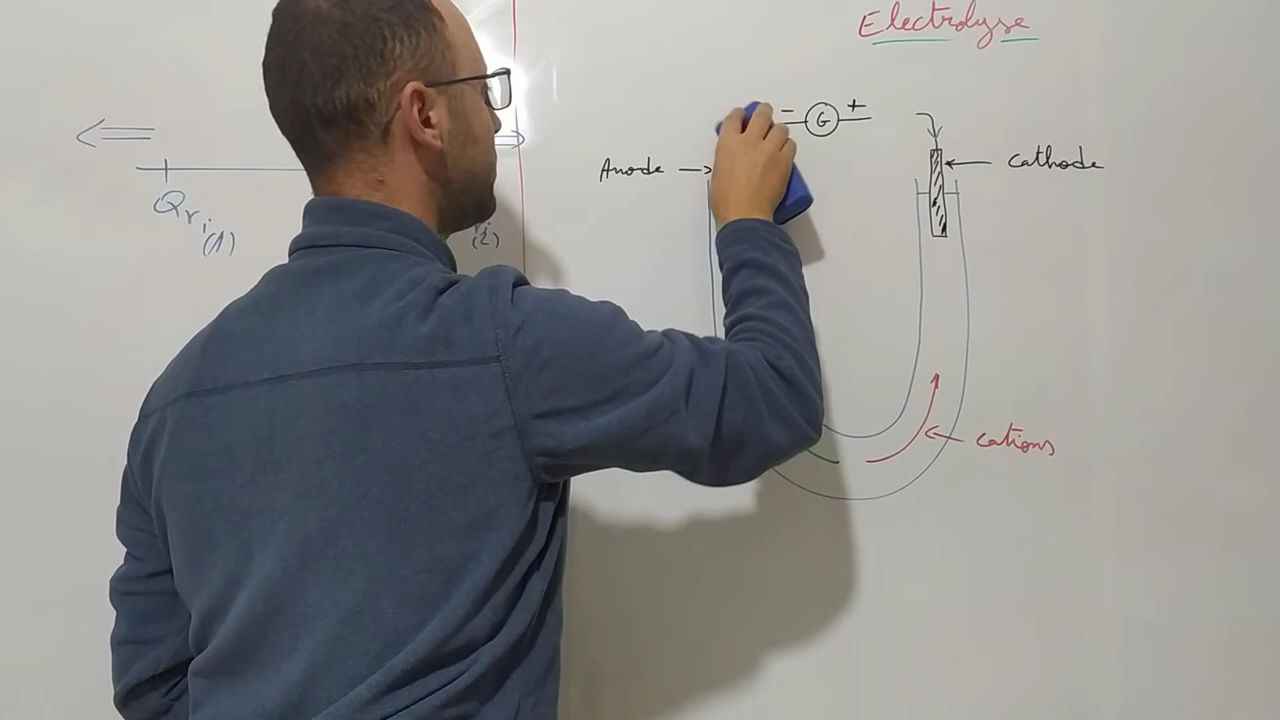 Electrolyse
- G +
Anode
cathode
Qr i (1)
(2)
cations